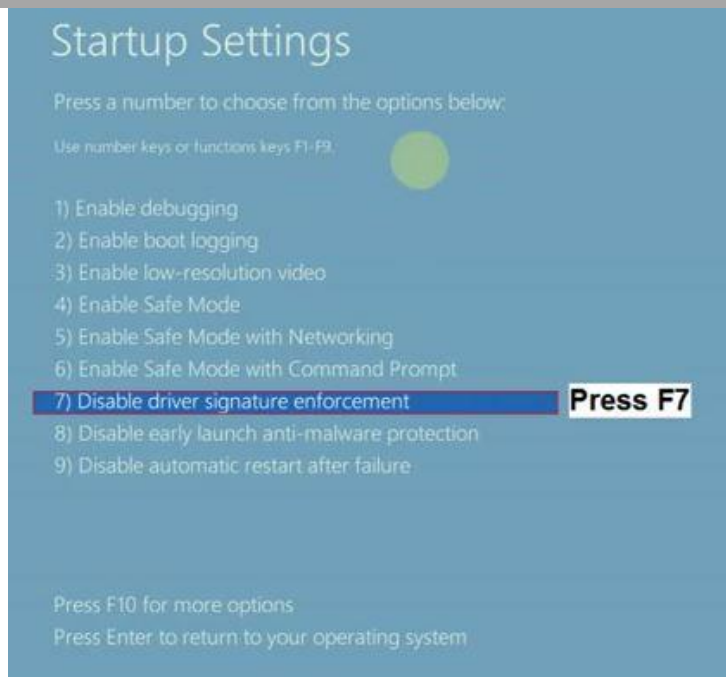 Startup Settings
Press a number to choose from the options below:
Use number keys or functions keys F1-F9.
1) Enable debugging
2) Enable boot logging
3) Enable low-resolution video
4) Enable Safe Mode
5) Enable Safe Mode with Networking
6) Enable Safe Mode with Command Prompt
7) Disable driver signature enforcement Press F7
8) Disable early launch anti-malware protection
9) Disable automatic restart after failure
Press F10 for more options
Press Enter to return to your operating system